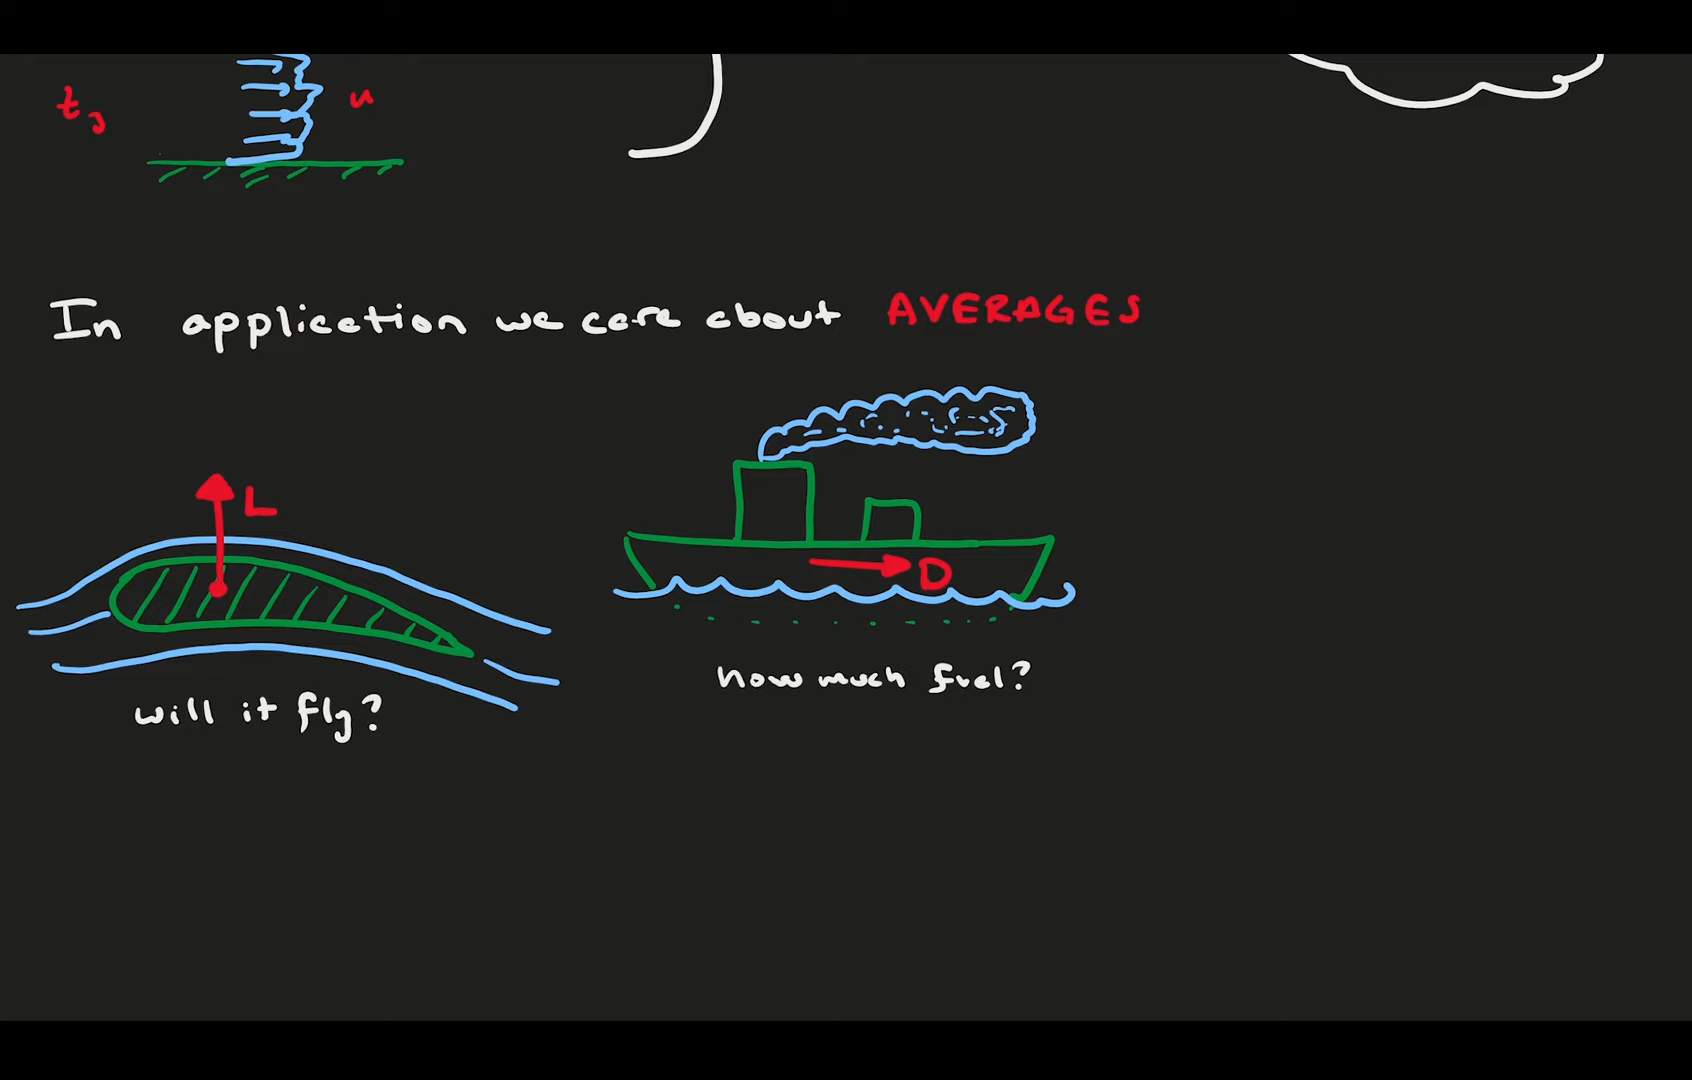 t₃ u
In application we care about AVERAGES
L
D
how much fuel?
will it fly?